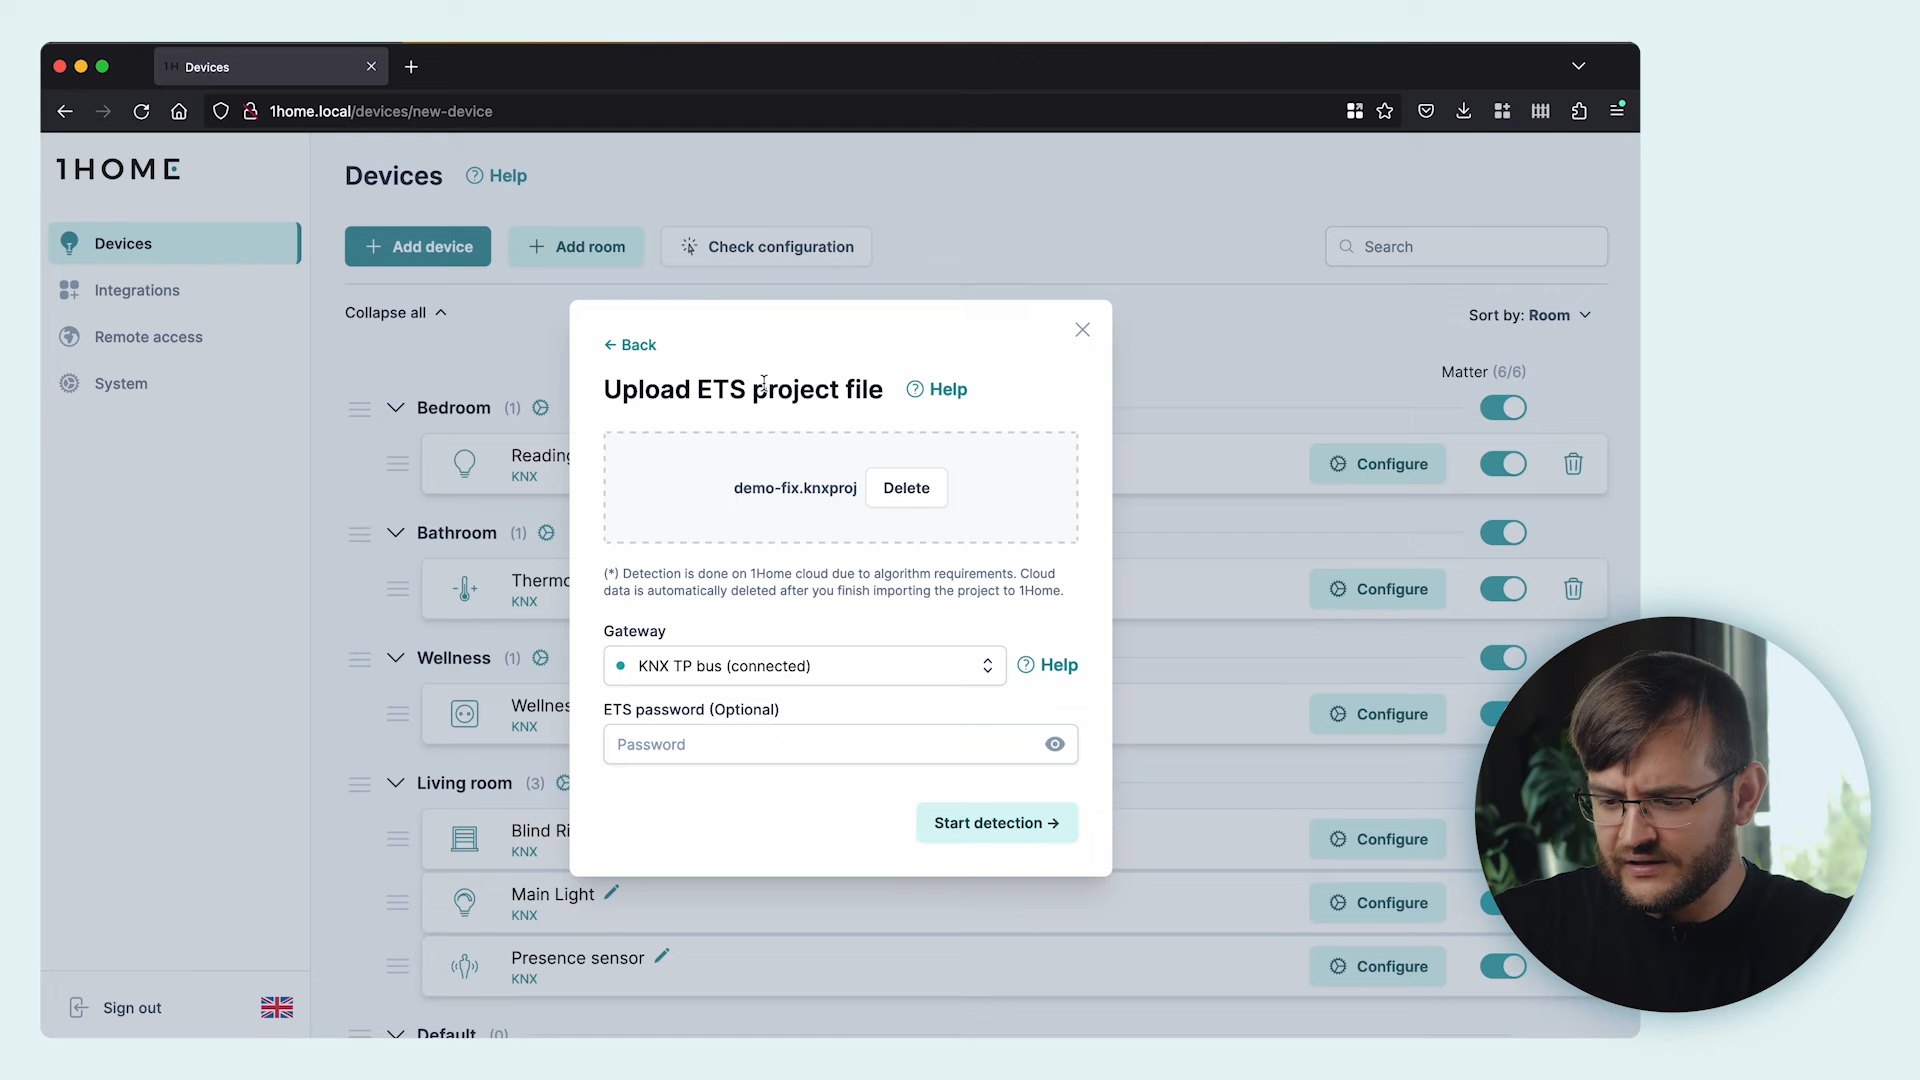 1H Devices
1home.local/devices/new-device
1HOME
Devices
Integrations
Remote access
System
Sign out
Devices
Help
Add device
Add room
Check configuration
Search
Collapse all
Sort by: Room
Matter (6/6)
Bedroom (1)
Reading
KNX
Configure
Bathroom (1)
Thermo
KNX
Configure
Wellness (1)
Wellnes
KNX
Configure
Living room (3)
Blind Ri
KNX
Configure
Main Light
KNX
Configure
Presence sensor
KNX
Configure
Default (0)
← Back
Upload ETS project file
Help
demo-fix.knxproj
Delete
(*) Detection is done on 1Home cloud due to algorithm requirements. Cloud
data is automatically deleted after you finish importing the project to 1Home.
Gateway
KNX TP bus (connected)
Help
ETS password (Optional)
Password
Start detection →